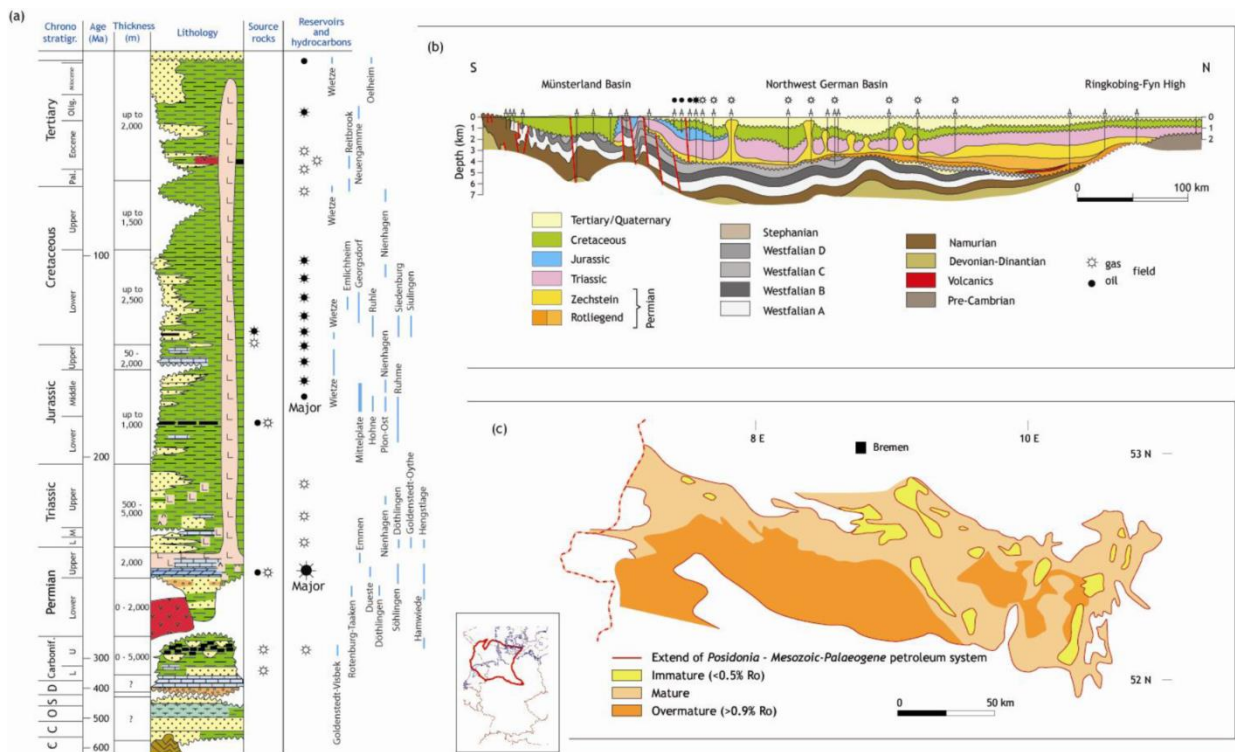 (a)
Chrono stratigr.
Age (Ma)
Thickness (m)
Lithology
Source rocks
Reservoirs and hydrocarbons
Tertiary
Olig.
Eocene
Pal.
up to 2,000
Cretaceous
Upper
Lower
up to 1,500
100
up to 2,500
Jurassic
Upper
Middle
Lower
50 - 2,000
up to 1,000
200
Triassic
Upper
M
L
500 - 5,000
Permian
Upper
Lower
2,000
0 - 2,000
Carbonif.
U
L
0 - 5,000
300
D
400
?
S
O
500
C
?
C
600
Major
Major
Wietze
Oelheim
Reitbrook
Neuengamme
Wietze
Nienhagen
Emlichheim
Georgsdorf
Wietze
Ruhle
Siedenburg
Siulingen
Nienhagen
Wietze
Ruhme
Mittelplate
Hohne
Plon-Ost
Emmen
Nienhagen
Döthlingen
Goldenstedt-Oythe
Hengstlage
Rotenburg-Taaken
Dueste
Dothlingen
Söhlingen
Hamwiede
Goldenstedt-Visbek
(b)
S
N
Münsterland Basin
Northwest German Basin
Ringkobing-Fyn High
Depth (km)
0
1
2
3
4
5
6
7
0
1
2
0
100 km
Tertiary/Quaternary
Cretaceous
Jurassic
Triassic
Zechstein
Rotliegend
Permian
Stephanian
Westfalian D
Westfalian C
Westfalian B
Westfalian A
Namurian
Devonian-Dinantian
Volcanics
Pre-Cambrian
gas
oil
field
(c)
8 E
10 E
Bremen
53 N
52 N
Extend of Posidonia - Mesozoic-Palaeogene petroleum system
Immature (<0.5% Ro)
Mature
Overmature (>0.9% Ro)
0
50 km